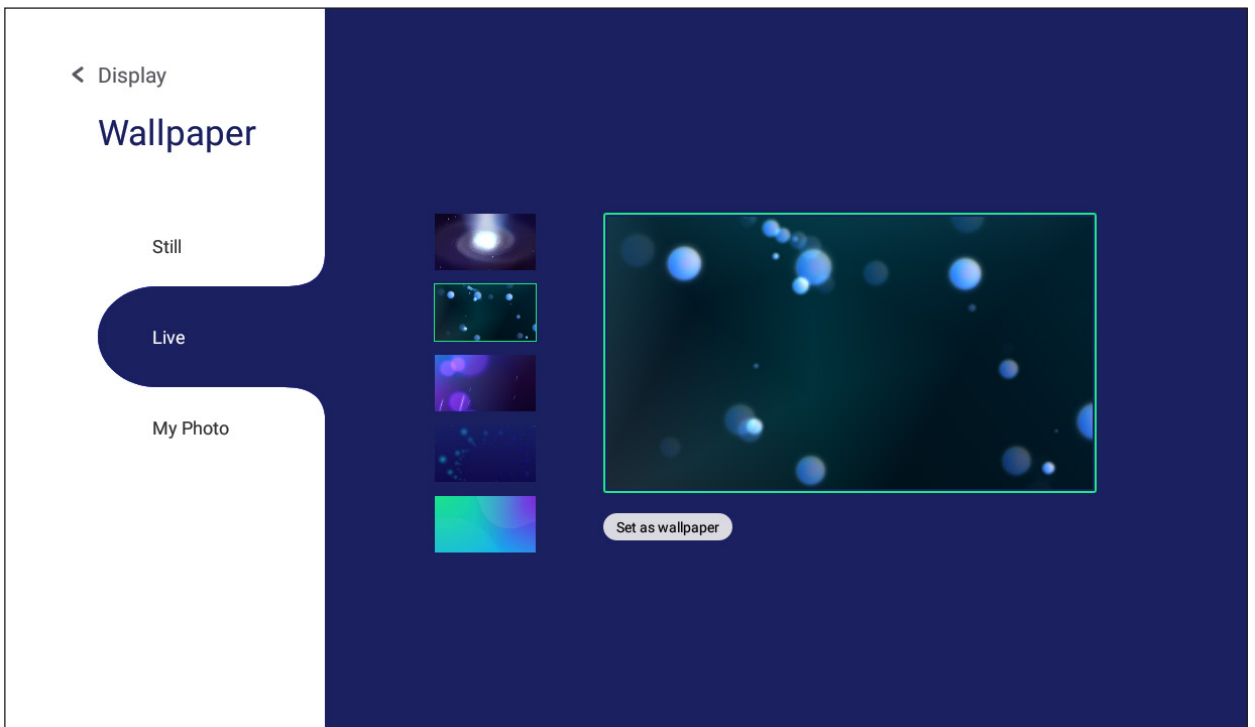 Display
Wallpaper
Still
Live
My Photo
Set as wallpaper